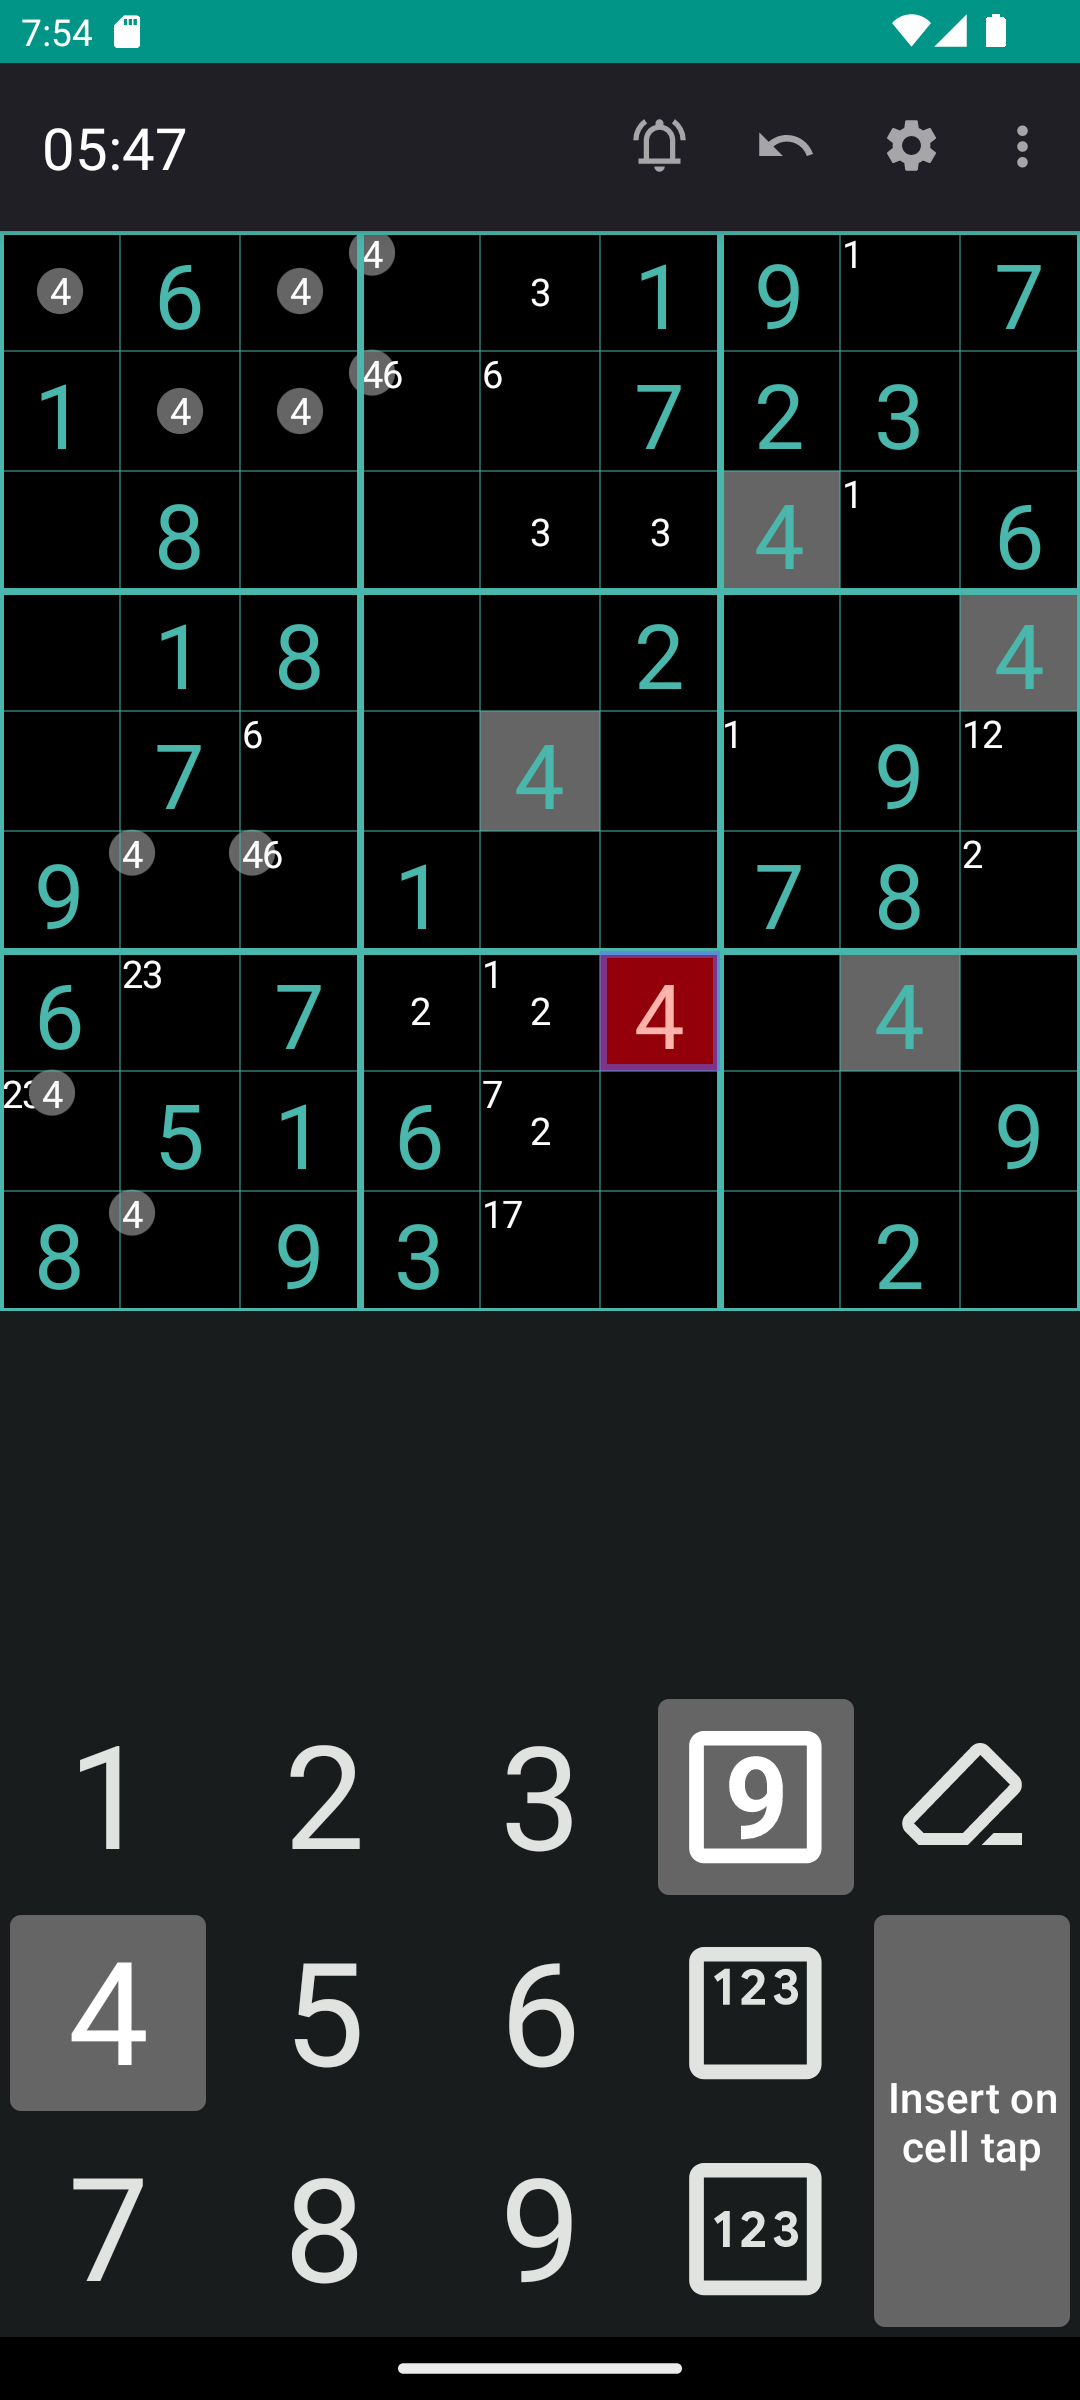 7:54
05:47
4 6 4 4 3 1 9 1 7
1 4 4 46 6 7 2 3
8 3 3 4 1 6
1 8 2 4
7 6 4 1 9 12
9 4 46 1 7 8 2
6 23 7 2 1 2 4 4
234 5 1 6 7 2 9
8 4 9 3 17 2
1 2 3 9
4 5 6 123
Insert on
cell tap
7 8 9 123